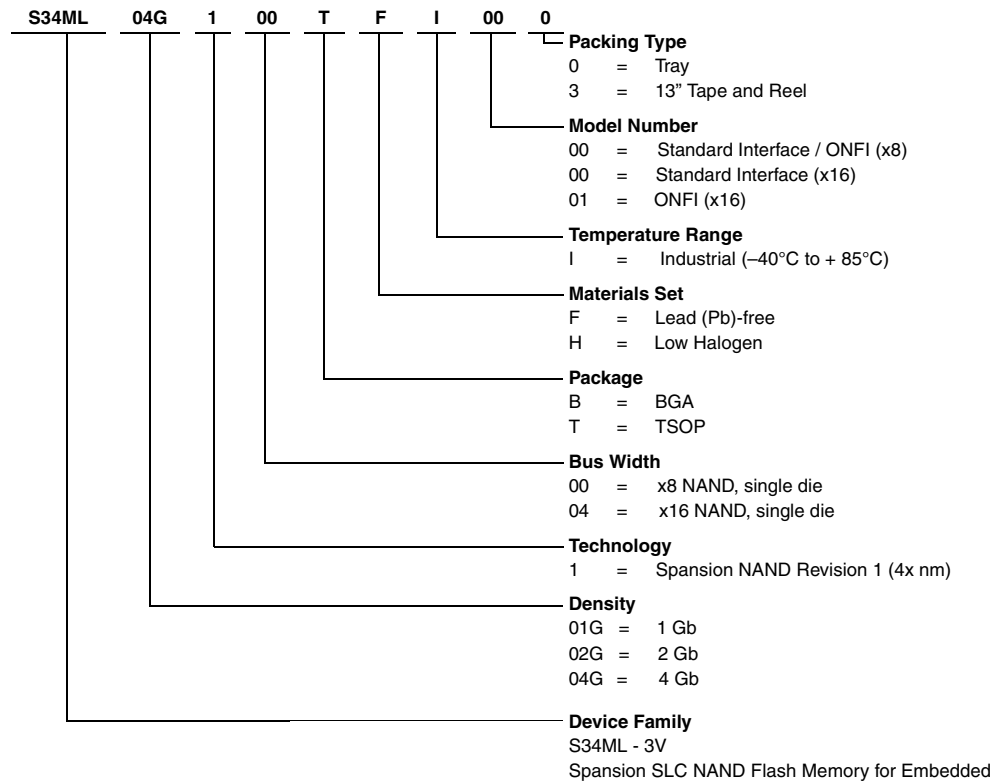 S34ML 04G 1 00 T F I 00 0
Packing Type
0 = Tray
3 = 13” Tape and Reel
Model Number
00 = Standard Interface / ONFI (x8)
00 = Standard Interface (x16)
01 = ONFI (x16)
Temperature Range
I = Industrial (–40°C to + 85°C)
Materials Set
F = Lead (Pb)-free
H = Low Halogen
Package
B = BGA
T = TSOP
Bus Width
00 = x8 NAND, single die
04 = x16 NAND, single die
Technology
1 = Spansion NAND Revision 1 (4x nm)
Density
01G = 1 Gb
02G = 2 Gb
04G = 4 Gb
Device Family
S34ML - 3V
Spansion SLC NAND Flash Memory for Embedded